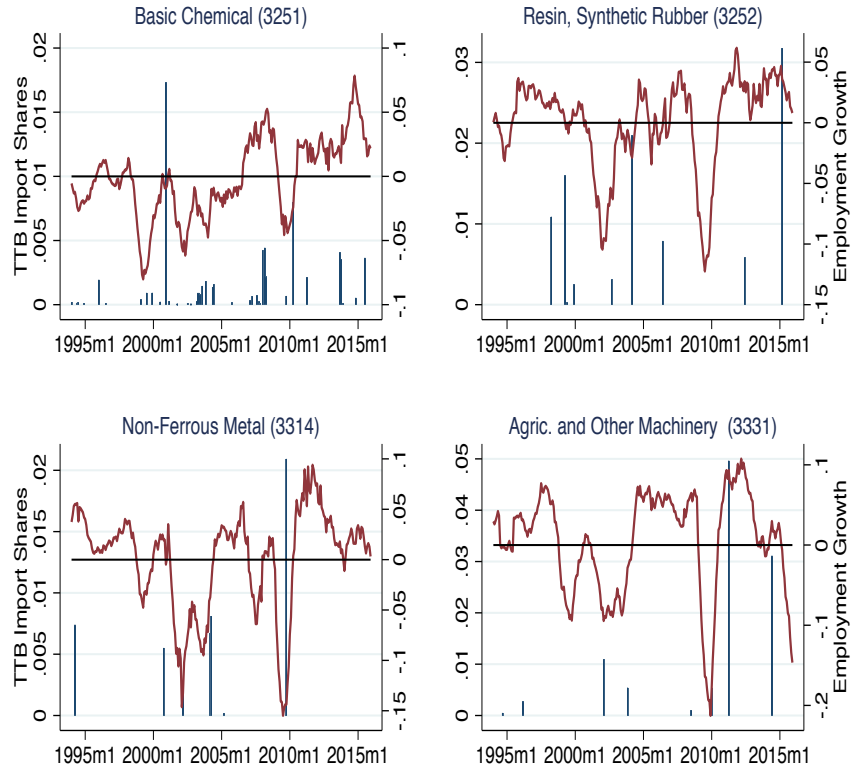 Basic Chemical (3251)
TTB Import Shares
0 .005 .01 .015 .02
-.1 -.05 0 .05 .1
1995m1 2000m1 2005m1 2010m1 2015m1
Resin, Synthetic Rubber (3252)
0 .01 .02 .03
-.15 -.1 -.05 0 .05
Employment Growth
1995m1 2000m1 2005m1 2010m1 2015m1
Non-Ferrous Metal (3314)
TTB Import Shares
0 .005 .01 .015 .02
-.15 -.1 -.05 0 .05 .1
1995m1 2000m1 2005m1 2010m1 2015m1
Agric. and Other Machinery (3331)
0 .01 .02 .03 .04 .05
-.2 -.1 0 .1
Employment Growth
1995m1 2000m1 2005m1 2010m1 2015m1